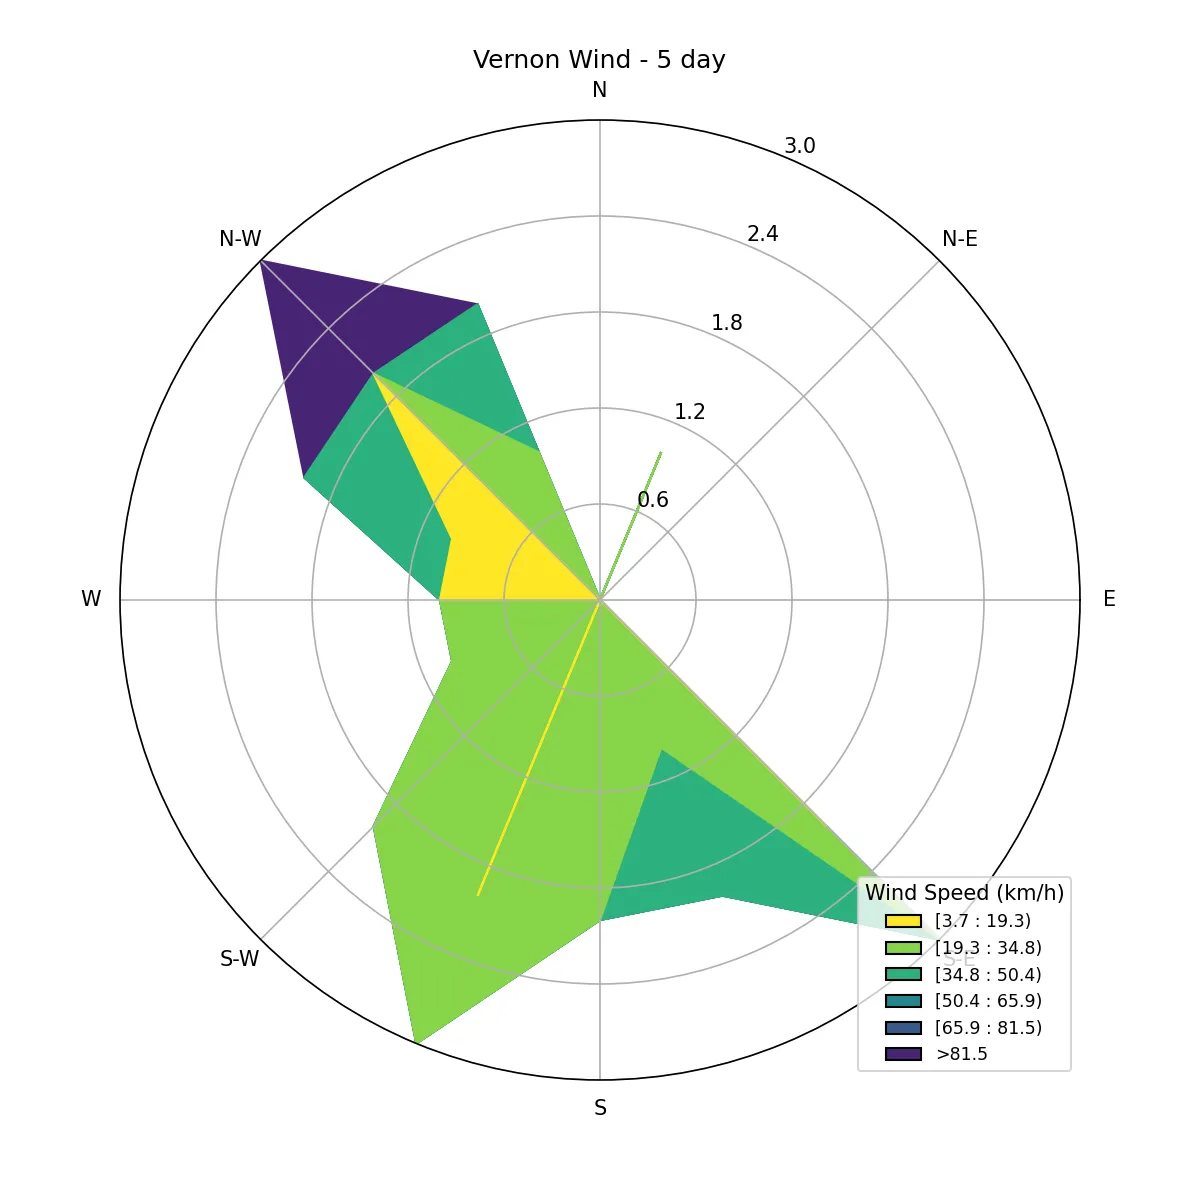 Vernon Wind - 5 day
N
3.0
N-W
N-E
2.4
1.8
1.2
0.6
W
E
Wind Speed (km/h)
[3.7 : 19.3)
[19.3 : 34.8)
[34.8 : 50.4)
[50.4 : 65.9)
[65.9 : 81.5)
>81.5
S-W
S-E
S